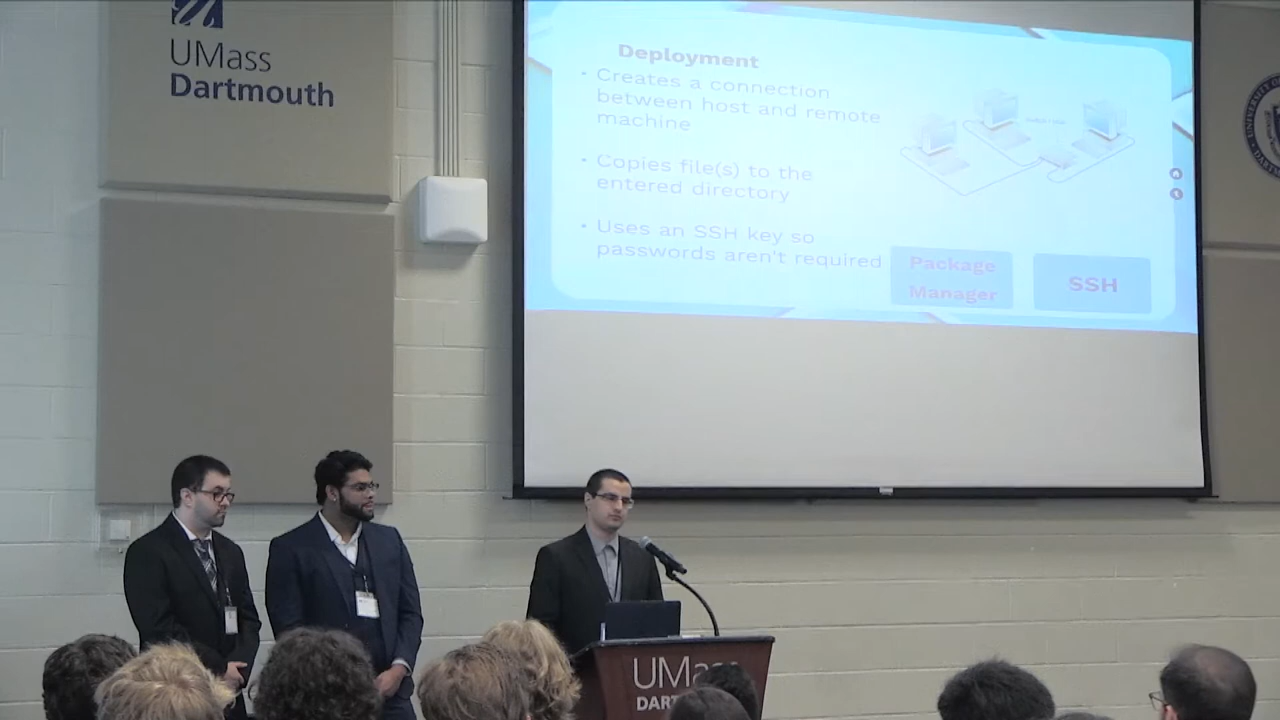 UMass
Dartmouth
Deployment
• Creates a connection
between host and remote
machine
• Copies file(s) to the
entered directory
• Uses an SSH key so
passwords aren't required
Package
Manager
SSH
UMass